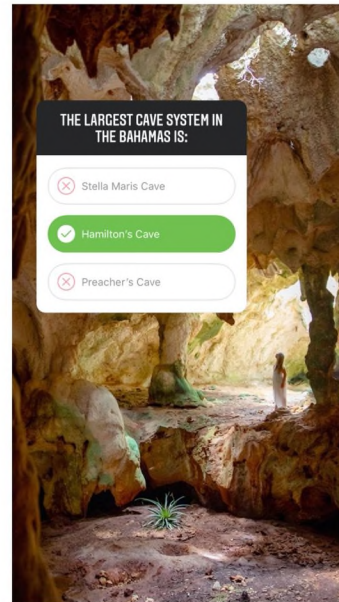 THE LARGEST CAVE SYSTEM IN
THE BAHAMAS IS:
Stella Maris Cave
Hamilton's Cave
Preacher's Cave